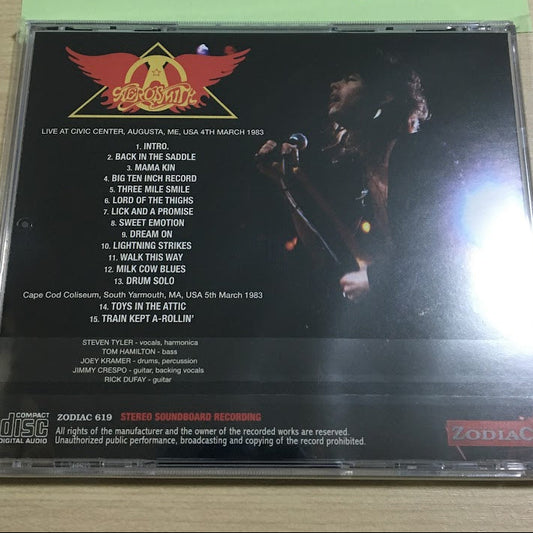 AEROSMITH
LIVE AT CIVIC CENTER, AUGUSTA, ME, USA 4TH MARCH 1983
1. INTRO.
2. BACK IN THE SADDLE
3. MAMA KIN
4. BIG TEN INCH RECORD
5. THREE MILE SMILE
6. LORD OF THE THIGHS
7. LICK AND A PROMISE
8. SWEET EMOTION
9. DREAM ON
10. LIGHTNING STRIKES
11. WALK THIS WAY
12. MILK COW BLUES
13. DRUM SOLO
Cape Cod Coliseum, South Yarmouth, MA, USA 5th March 1983
14. TOYS IN THE ATTIC
15. TRAIN KEPT A-ROLLIN'
STEVEN TYLER - vocals, harmonica
TOM HAMILTON - bass
JOEY KRAMER - drums, percussion
JIMMY CRESPO - guitar, backing vocals
RICK DUFAY - guitar
COMPACT
disc
DIGITAL AUDIO
ZODIAC 619 STEREO SOUNDBOARD RECORDING
All rights of the manufacturer and the owner of the recorded works are reserved.
Unauthorized public performance, broadcasting and copying of the record prohibited.
ZODIAC